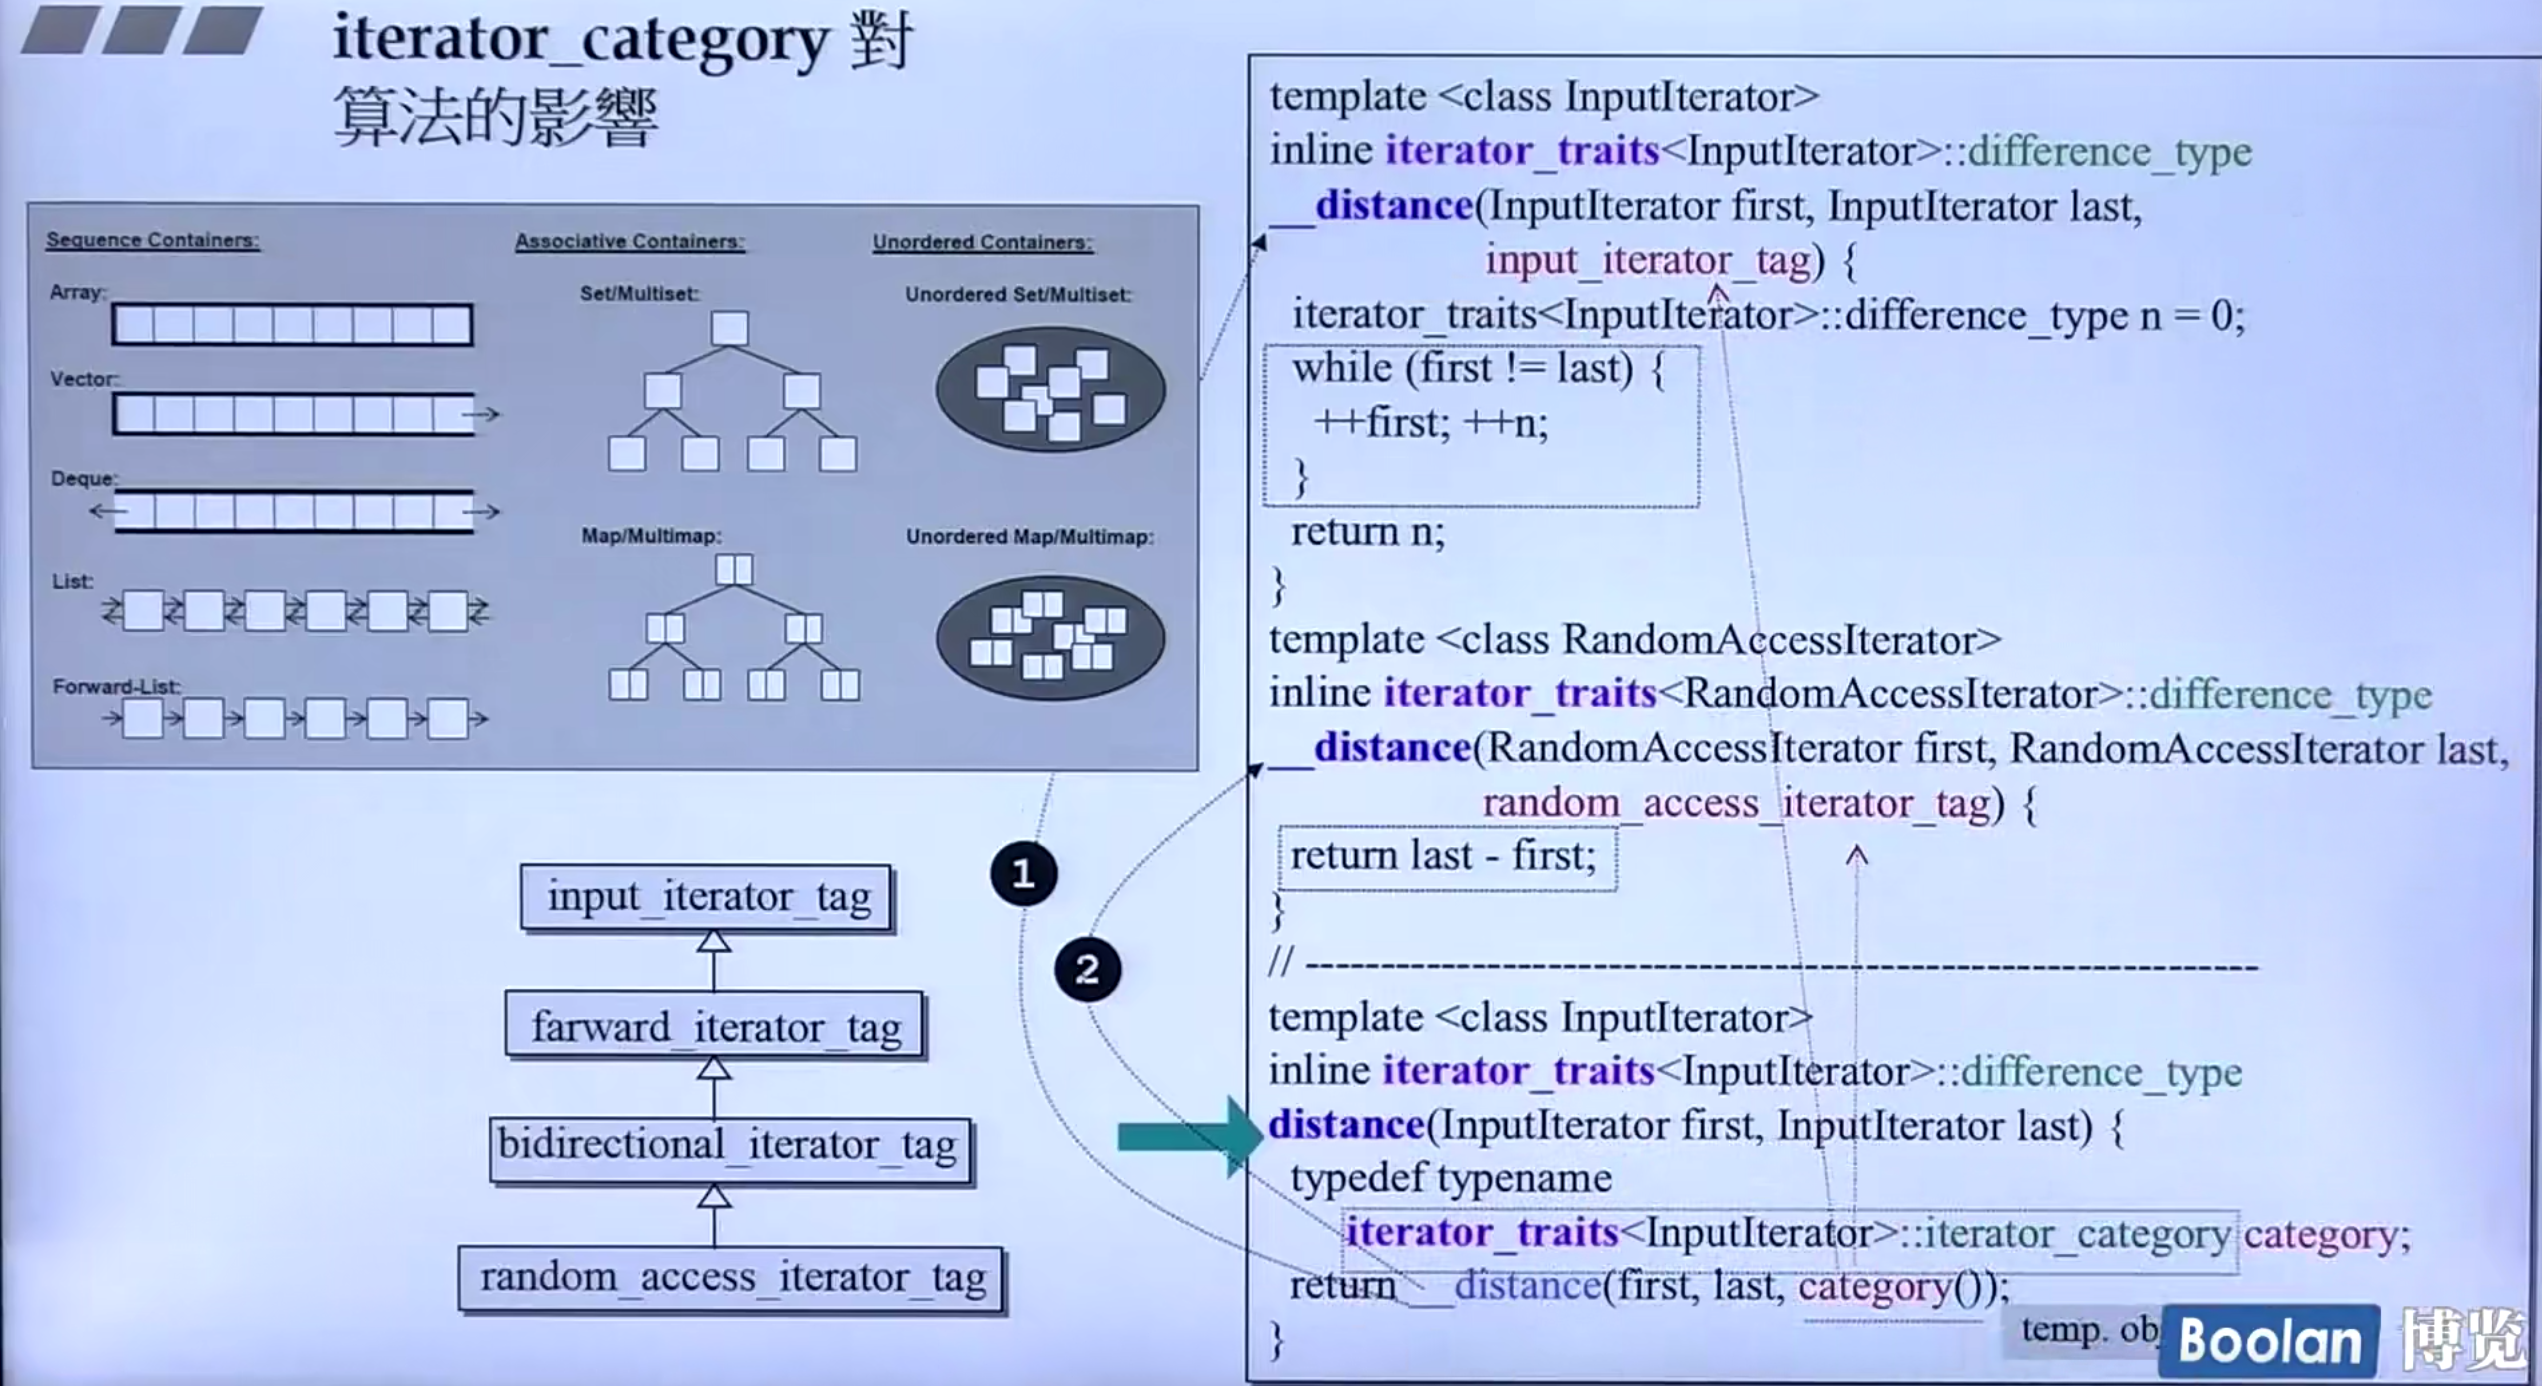 iterator_category 對
算法的影響
Sequence Containers:
Array:
Vector:
Deque:
List:
Forward-List:
Associative Containers:
Set/Multiset:
Map/Multimap:
Unordered Containers:
Unordered Set/Multiset:
Unordered Map/Multimap:
input_iterator_tag
farward_iterator_tag
bidirectional_iterator_tag
random_access_iterator_tag
1
2
template <class InputIterator>
inline iterator_traits<InputIterator>::difference_type
__distance(InputIterator first, InputIterator last,
input_iterator_tag) {
iterator_traits<InputIterator>::difference_type n = 0;
while (first != last) {
++first; ++n;
}
return n;
}
template <class RandomAccessIterator>
inline iterator_traits<RandomAccessIterator>::difference_type
__distance(RandomAccessIterator first, RandomAccessIterator last,
random_access_iterator_tag) {
return last - first;
}
// -------------------------------------------------------
template <class InputIterator>
inline iterator_traits<InputIterator>::difference_type
distance(InputIterator first, InputIterator last) {
typedef typename
iterator_traits<InputIterator>::iterator_category category;
return __distance(first, last, category());
}
temp.
Boolan 博览